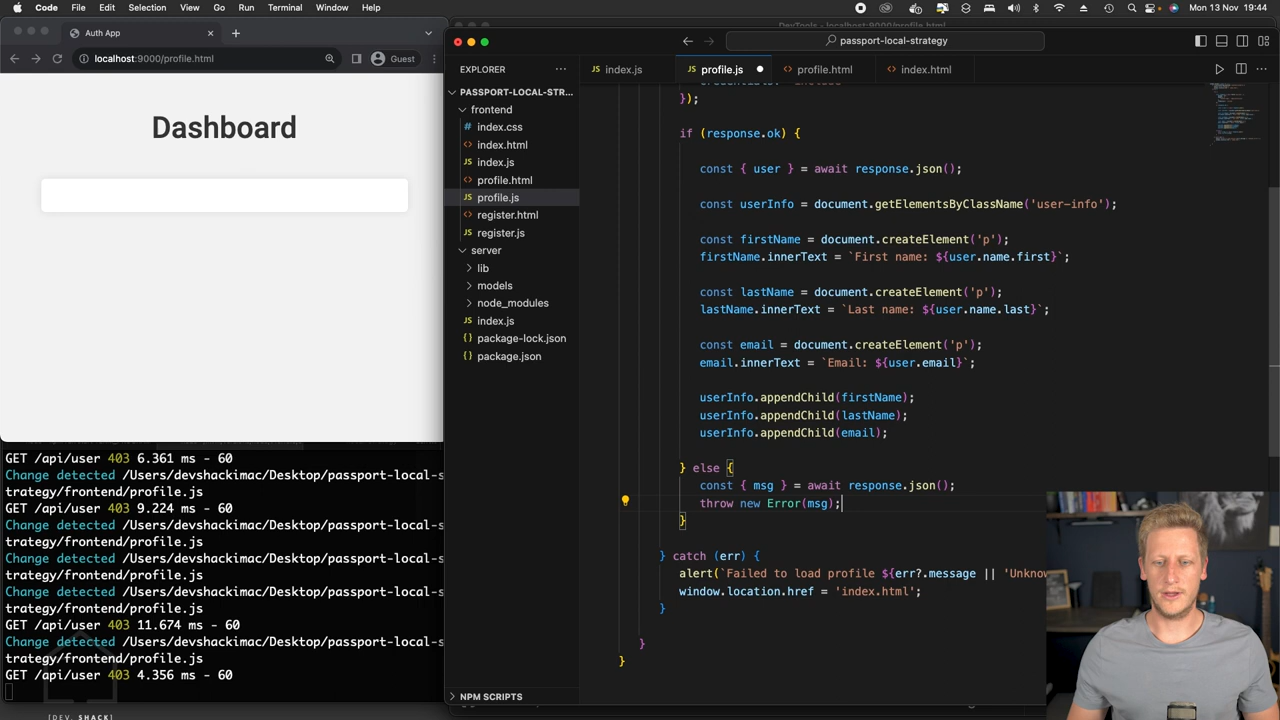 Code File Edit Selection View Go Run Terminal Window Help
Mon 13 Nov 19:44
Auth App
localhost:9000/profile.html
Guest
Dashboard
passport-local-strategy
EXPLORER
PASSPORT-LOCAL-STR...
frontend
index.css
index.html
index.js
profile.html
profile.js
register.html
register.js
server
lib
models
node_modules
index.js
package-lock.json
package.json
NPM SCRIPTS
index.js
profile.js
profile.html
index.html
});
if (response.ok) {
const { user } = await response.json();
const userInfo = document.getElementsByClassName('user-info');
const firstName = document.createElement('p');
firstName.innerText = `First name: ${user.name.first}`;
const lastName = document.createElement('p');
lastName.innerText = `Last name: ${user.name.last}`;
const email = document.createElement('p');
email.innerText = `Email: ${user.email}`;
userInfo.appendChild(firstName);
userInfo.appendChild(lastName);
userInfo.appendChild(email);
} else {
const { msg } = await response.json();
throw new Error(msg);
}
} catch (err) {
alert(`Failed to load profile ${err?.message || 'Unknow
window.location.href = 'index.html';
}
}
}
GET /api/user 403 6.361 ms - 60
Change detected /Users/devshackimac/Desktop/passport-local-s
trategy/frontend/profile.js
GET /api/user 403 9.224 ms - 60
Change detected /Users/devshackimac/Desktop/passport-local-s
trategy/frontend/profile.js
Change detected /Users/devshackimac/Desktop/passport-local-s
trategy/frontend/profile.js
Change detected /Users/devshackimac/Desktop/passport-local-s
trategy/frontend/profile.js
GET /api/user 403 11.674 ms - 60
Change detected /Users/devshackimac/Desktop/passport-local-s
trategy/frontend/profile.js
GET /api/user 403 4.356 ms - 60
[DEV. SHACK]